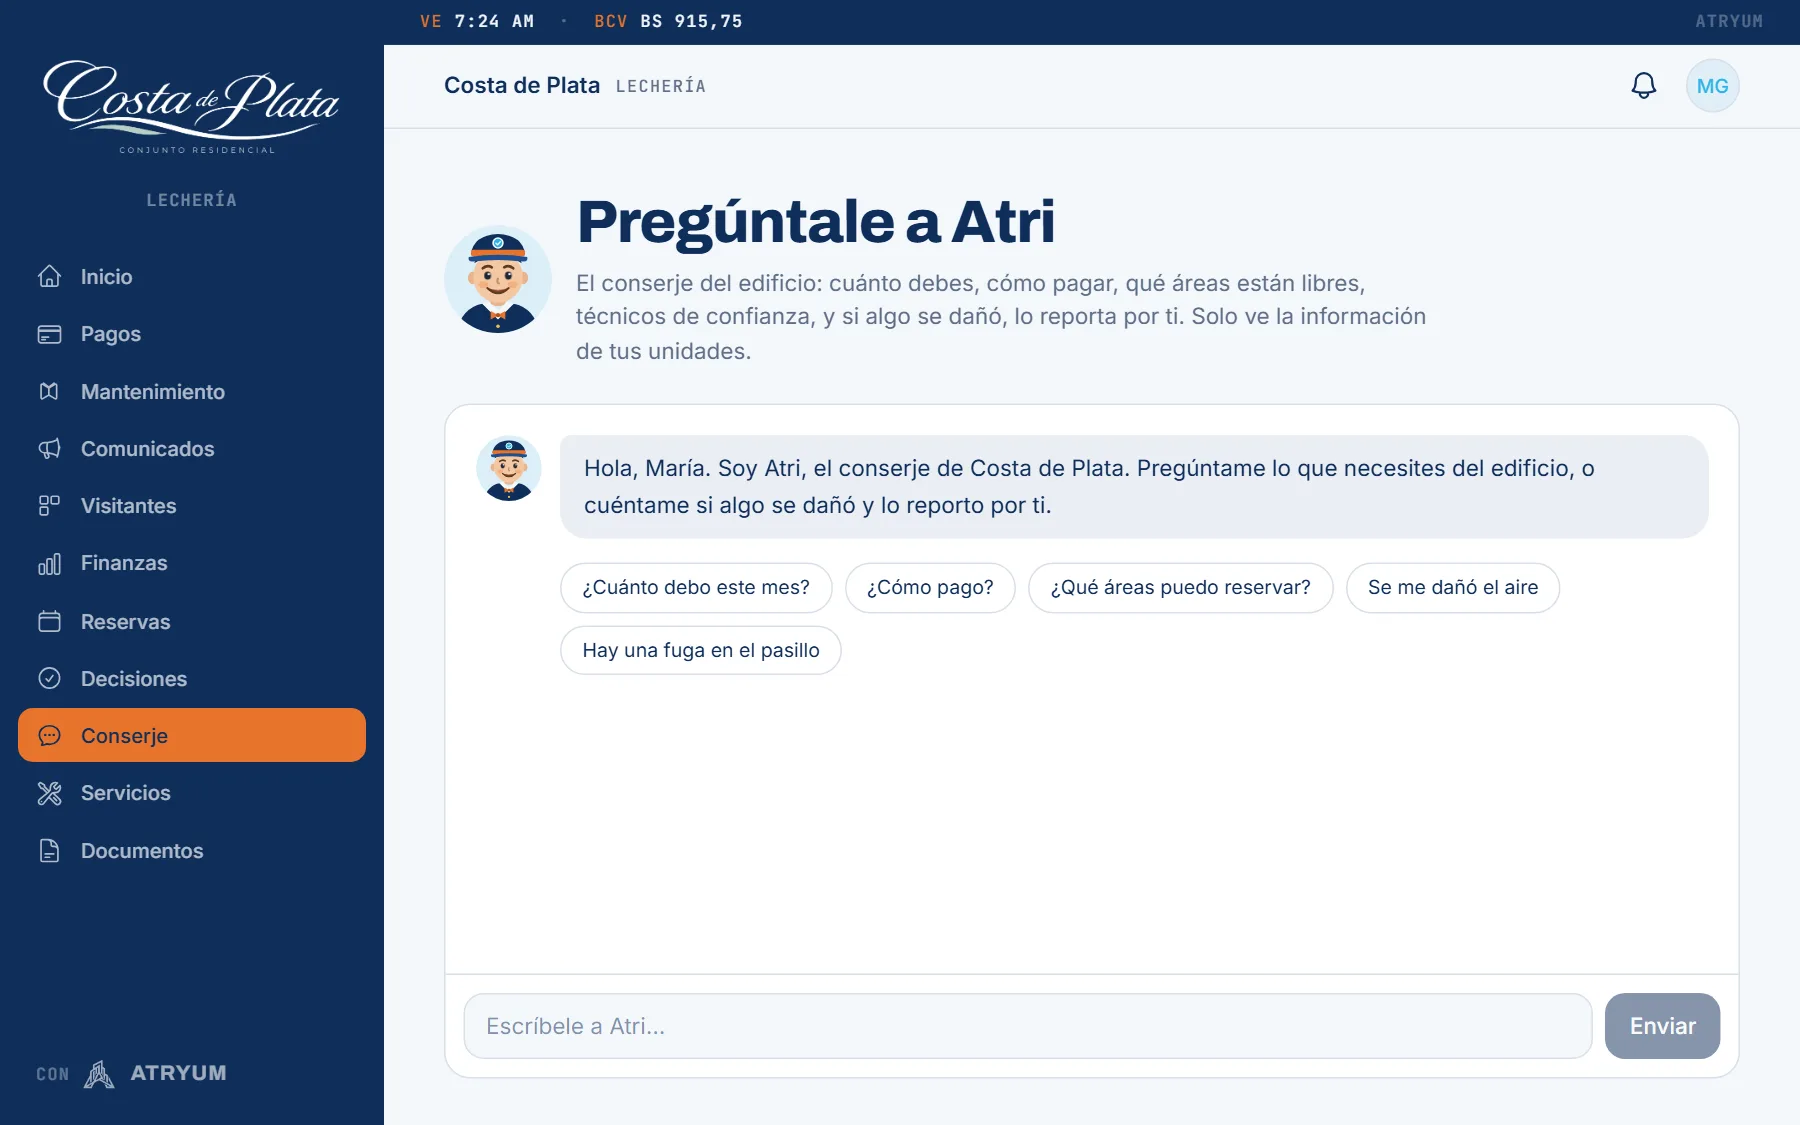 VE 7:24 AM · BCV BS 915,75
ATRYUM
Costa de Plata
CONJUNTO RESIDENCIAL
LECHERÍA
Inicio
Pagos
Mantenimiento
Comunicados
Visitantes
Finanzas
Reservas
Decisiones
Conserje
Servicios
Documentos
CON ATRYUM
Costa de Plata LECHERÍA
MG
Pregúntale a Atri
El conserje del edificio: cuánto debes, cómo pagar, qué áreas están libres,
técnicos de confianza, y si algo se dañó, lo reporta por ti. Solo ve la información
de tus unidades.
Hola, María. Soy Atri, el conserje de Costa de Plata. Pregúntame lo que necesites del edificio, o
cuéntame si algo se dañó y lo reporto por ti.
¿Cuánto debo este mes? ¿Cómo pago? ¿Qué áreas puedo reservar? Se me dañó el aire
Hay una fuga en el pasillo
Escríbele a Atri...
Enviar